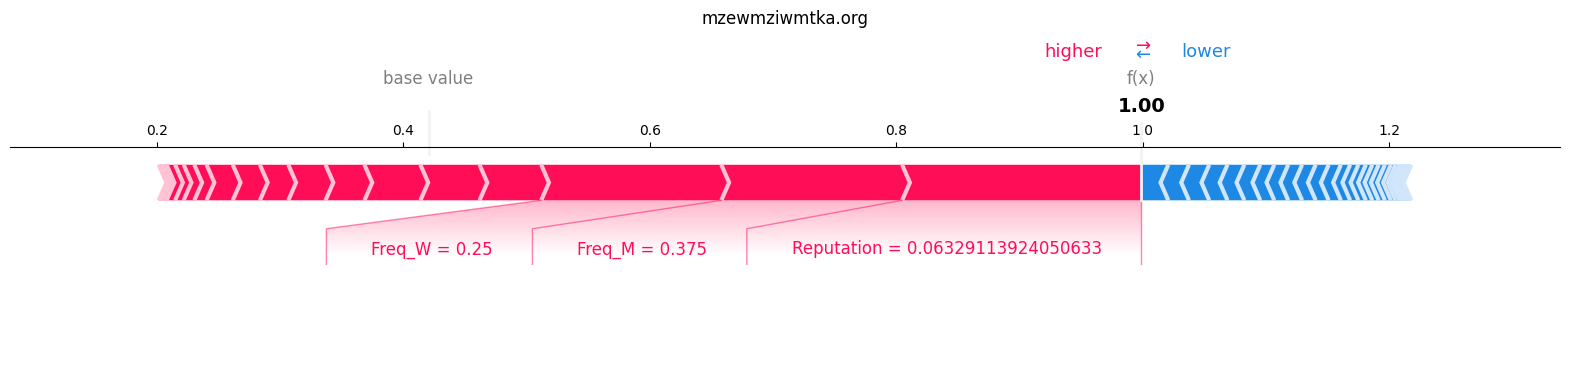 mzewmziwmtka.org
higher ⇄ lower
base value f(x)
1.00
0.2 0.4 0.6 0.8 1.0 1.2
Freq_W = 0.25 Freq_M = 0.375 Reputation = 0.06329113924050633